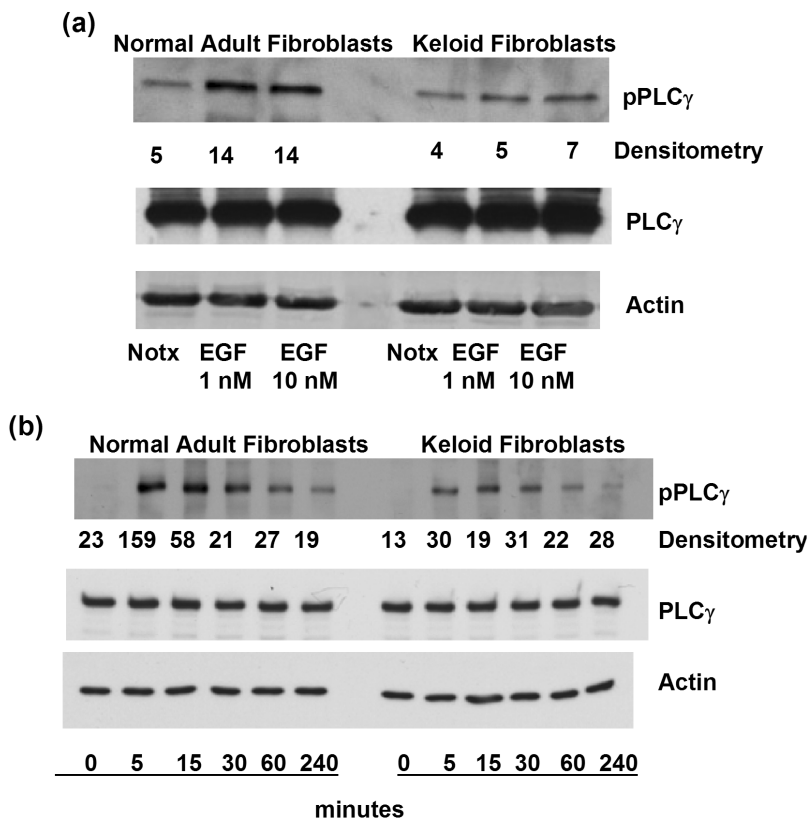 (a)
Normal Adult Fibroblasts Keloid Fibroblasts
pPLCγ
5 14 14 4 5 7 Densitometry
PLCγ
Actin
Notx EGF EGF Notx EGF EGF
1 nM 10 nM 1 nM 10 nM
(b)
Normal Adult Fibroblasts Keloid Fibroblasts
pPLCγ
23 159 58 21 27 19 13 30 19 31 22 28 Densitometry
PLCγ
Actin
0 5 15 30 60 240 0 5 15 30 60 240
minutes